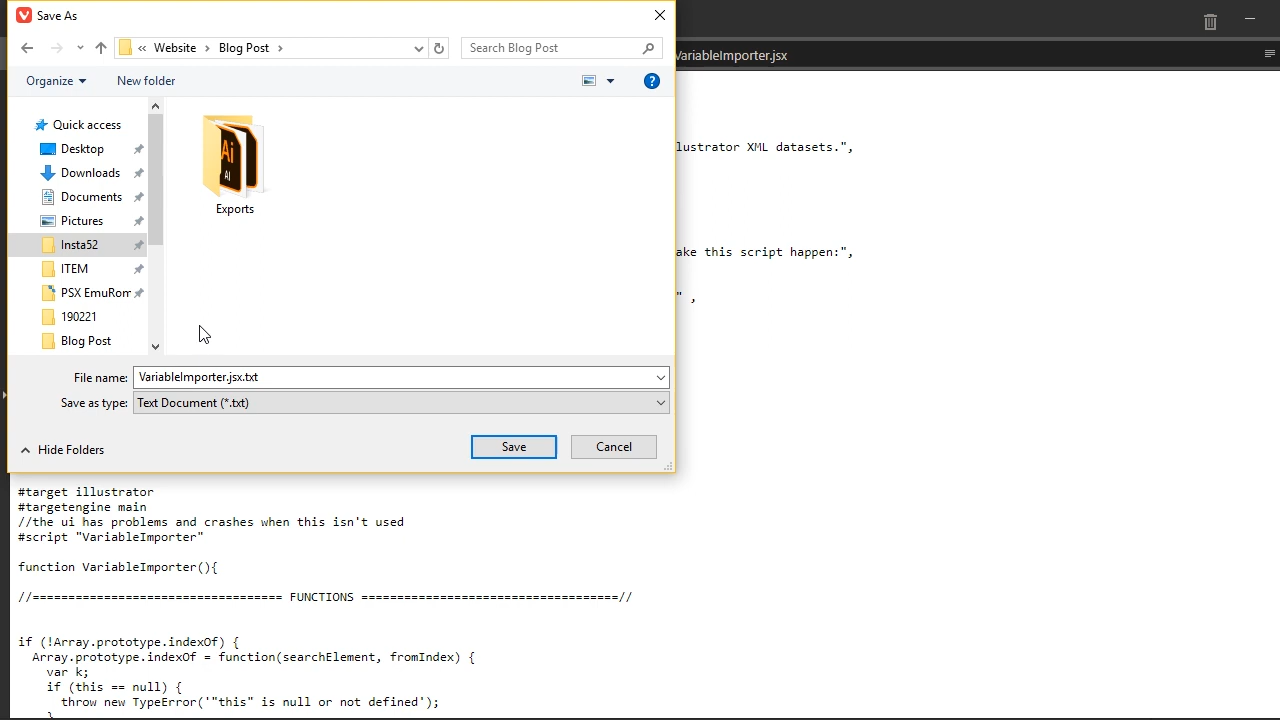 Save As
Website > Blog Post >
Search Blog Post
VariableImporter.jsx
Organize
New folder
?
Quick access
Desktop
Downloads
Documents
Pictures
Insta52
ITEM
PSX EmuRom
190221
Blog Post
Ai
AI
Exports
lustrator XML datasets.",
ake this script happen:",
" ,
File name: VariableImporter.jsx.txt
Save as type: Text Document (*.txt)
Hide Folders
Save
Cancel
#target illustrator
#targetengine main
//the ui has problems and crashes when this isn't used
#script "VariableImporter"
function VariableImporter(){
//=================================== FUNCTIONS ====================================//
if (!Array.prototype.indexOf) {
Array.prototype.indexOf = function(searchElement, fromIndex) {
var k;
if (this == null) {
throw new TypeError('"this" is null or not defined');
}